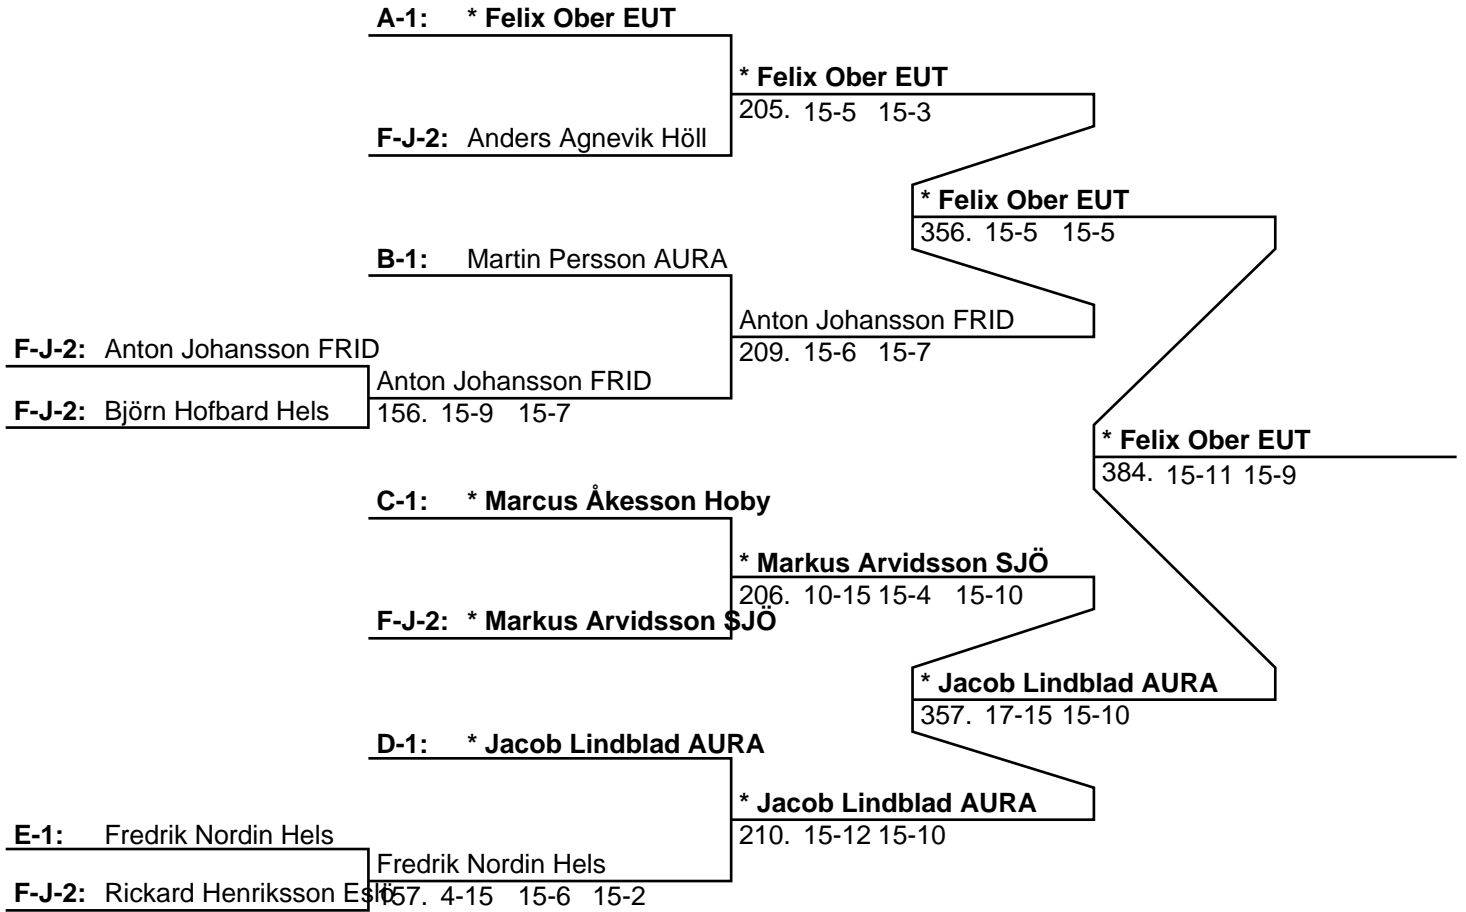 A-1: * Felix Ober EUT
* Felix Ober EUT
205. 15-5 15-3
F-J-2: Anders Agnevik Höll
* Felix Ober EUT
356. 15-5 15-5
B-1: Martin Persson AURA
Anton Johansson FRID
209. 15-6 15-7
F-J-2: Anton Johansson FRID
Anton Johansson FRID
156. 15-9 15-7
F-J-2: Björn Hofbard Hels
* Felix Ober EUT
384. 15-11 15-9
C-1: * Marcus Åkesson Hoby
* Markus Arvidsson SJÖ
206. 10-15 15-4 15-10
F-J-2: * Markus Arvidsson SJÖ
* Jacob Lindblad AURA
357. 17-15 15-10
D-1: * Jacob Lindblad AURA
* Jacob Lindblad AURA
210. 15-12 15-10
E-1: Fredrik Nordin Hels
Fredrik Nordin Hels
157. 4-15 15-6 15-2
F-J-2: Rickard Henriksson Eslö